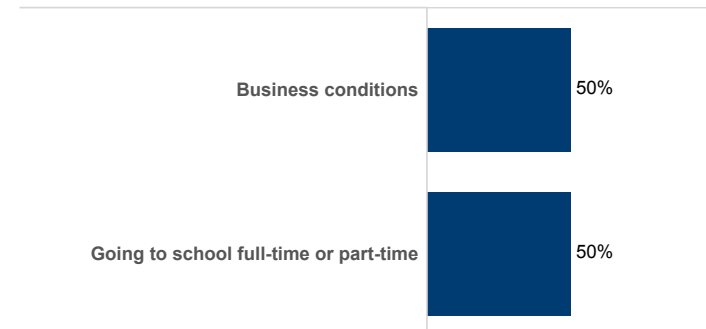 Business conditions 50%
Going to school full-time or part-time 50%